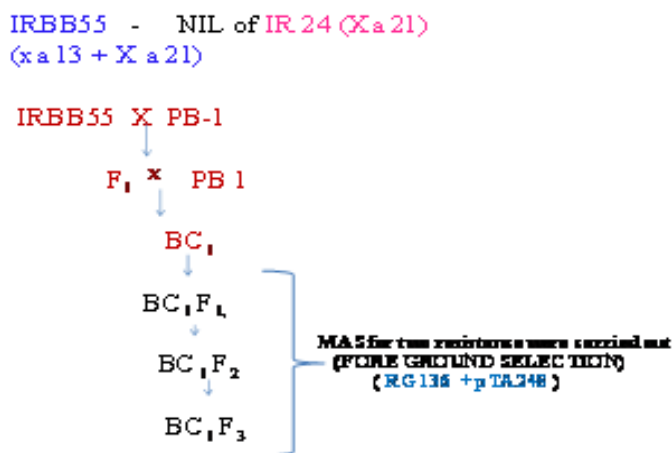 IRBB55 - NIL of IR 24 (Xa 21)
(xa 13 + Xa 21)
IRBB55 X PB-1
F₁ x PB 1
BC₁
BC₁F₁
BC₁F₂
BC₁F₃
MAS for two resistance were carried out
(FORE GROUND SELECTION)
(RG136 + pTA248)